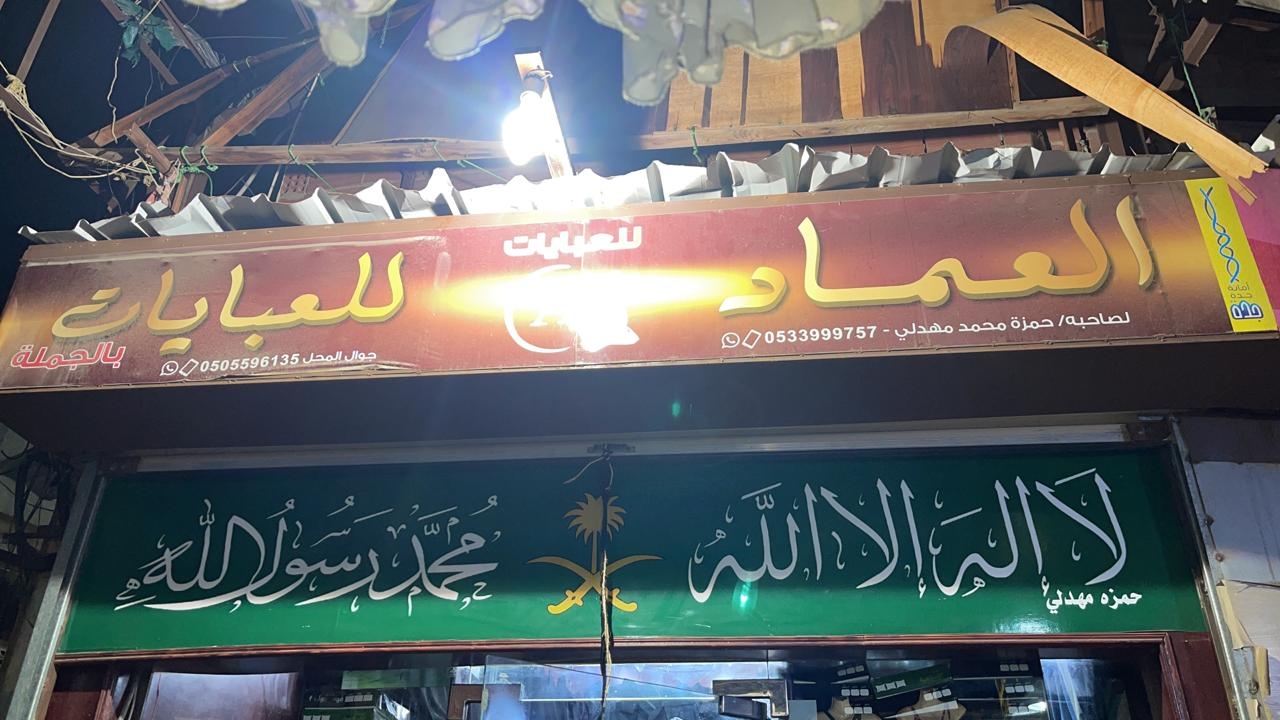 العماد
للعبايات
للعبايات
لصاحبه/ حمزة محمد مهدلي - 0533999757
جوال المحل 0505596135
بالجملة
أمانة
جدة
لا إله إلا الله
محمد رسول الله
حمزه مهدلي